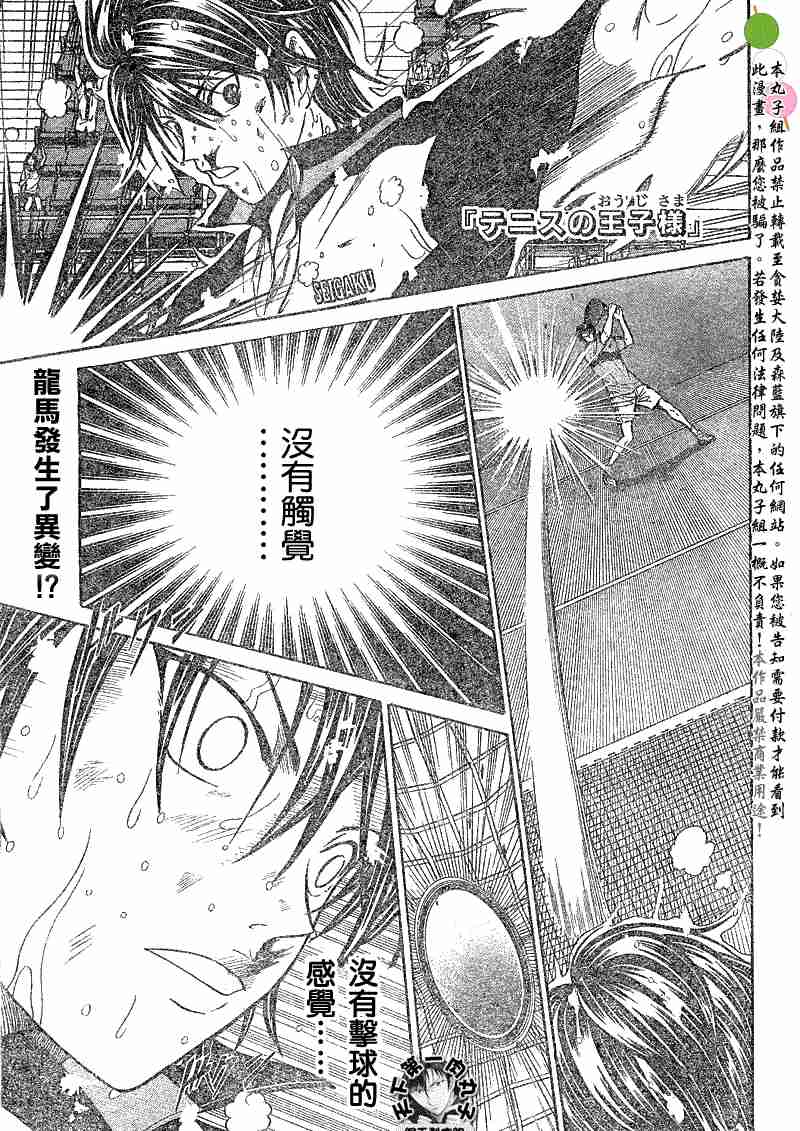 おうじ さま
『テニスの王子様』
SEIGAKU
沒有觸覺
…………
龍馬發生了異變!?
沒有擊球的
感覺……
本丸子組作品禁止轉載至貪婪大陸及森藍旗下的任何網站。如果您被告知需要付款才能看到
此漫畫，那麼您被騙了。若發生任何法律問題，本丸子組一概不負責！本作品嚴禁商業用途！